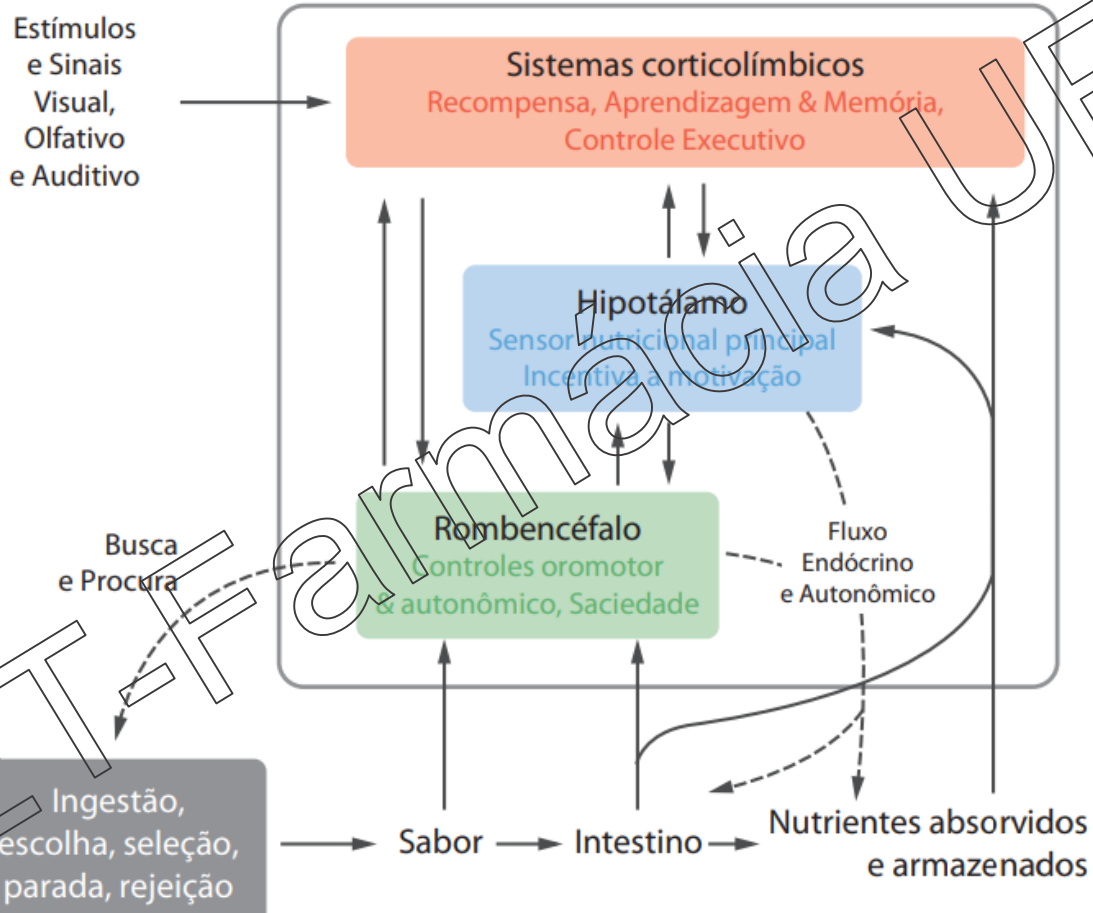 Estímulos
e Sinais
Visual,
Olfativo
e Auditivo
Sistemas corticolímbicos
Recompensa, Aprendizagem & Memória,
Controle Executivo
Hipotálamo
Sensor nutricional principal
Incentiva a motivação
Rombencéfalo
Controles oromotor
& autonômico, Saciedade
Busca
e Procura
Fluxo
Endócrino
e Autonômico
Ingestão,
escolha, seleção,
parada, rejeição
Sabor
Intestino
Nutrientes absorvidos
e armazenados
T-Farmácia